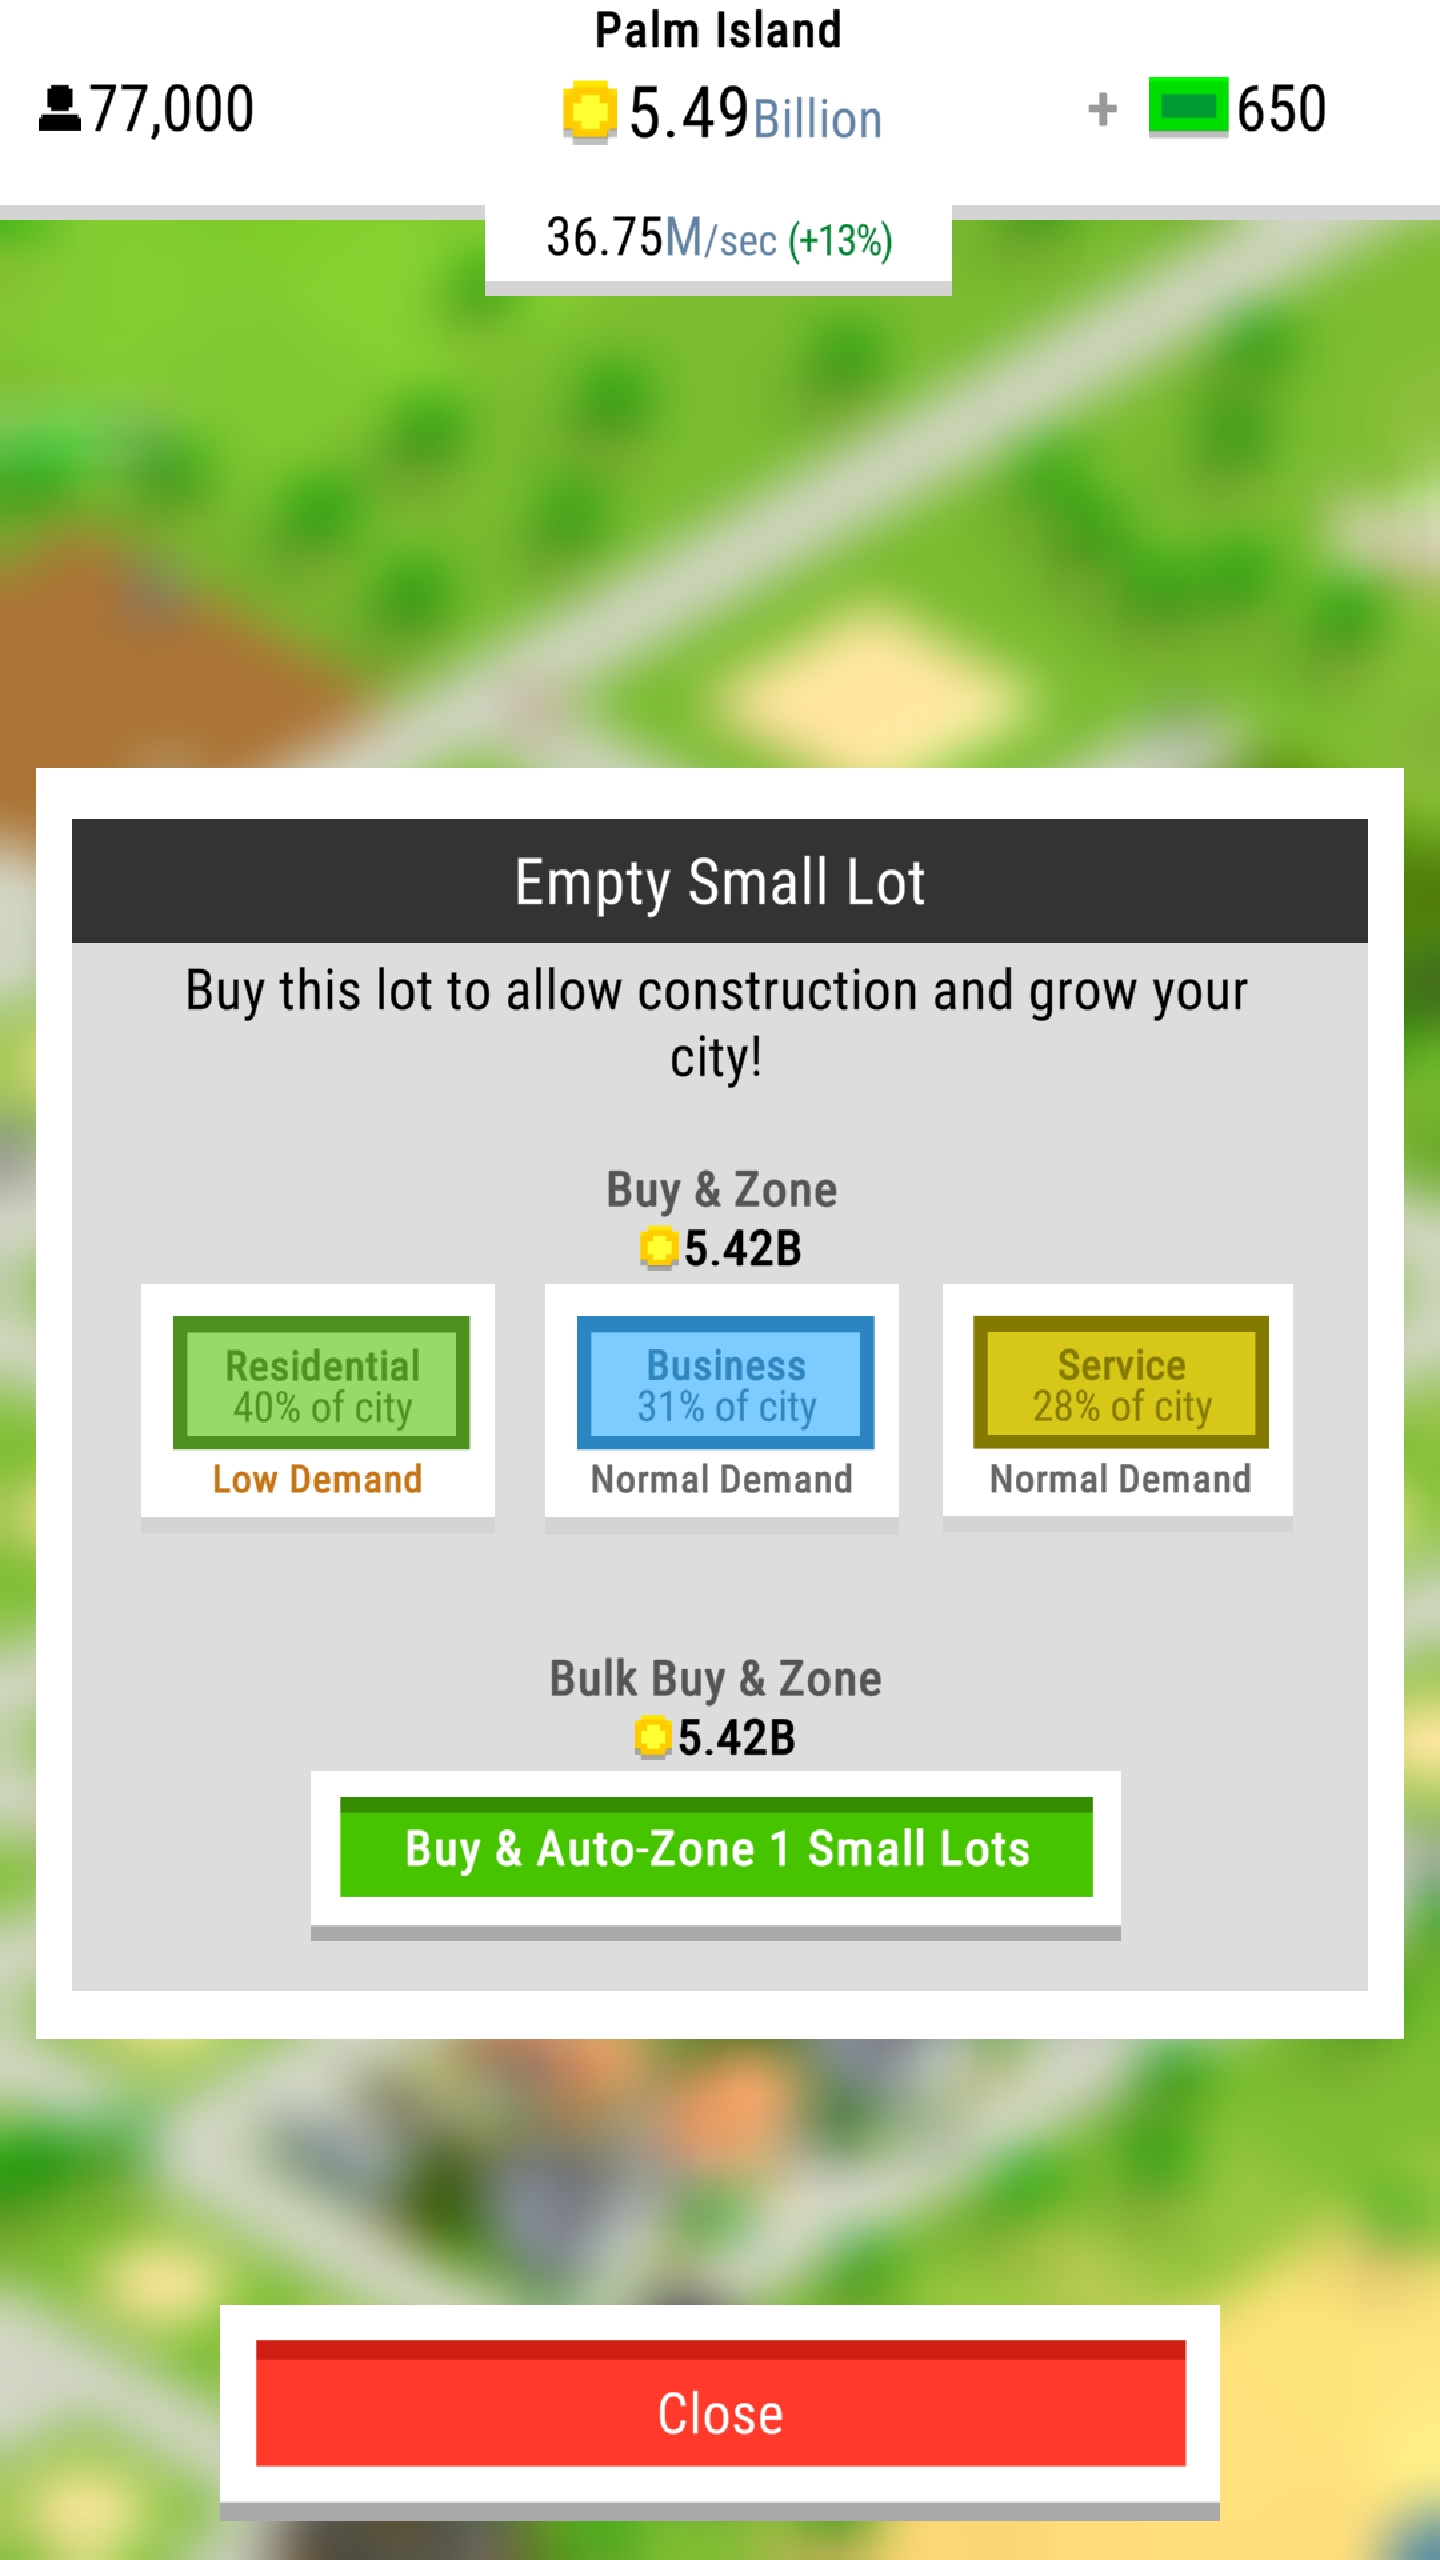 Palm Island
77,000
5.49Billion
+ 650
36.75M/sec (+13%)
Empty Small Lot
Buy this lot to allow construction and grow your
city!
Buy & Zone
5.42B
Residential
40% of city
Low Demand
Business
31% of city
Normal Demand
Service
28% of city
Normal Demand
Bulk Buy & Zone
5.42B
Buy & Auto-Zone 1 Small Lots
Close